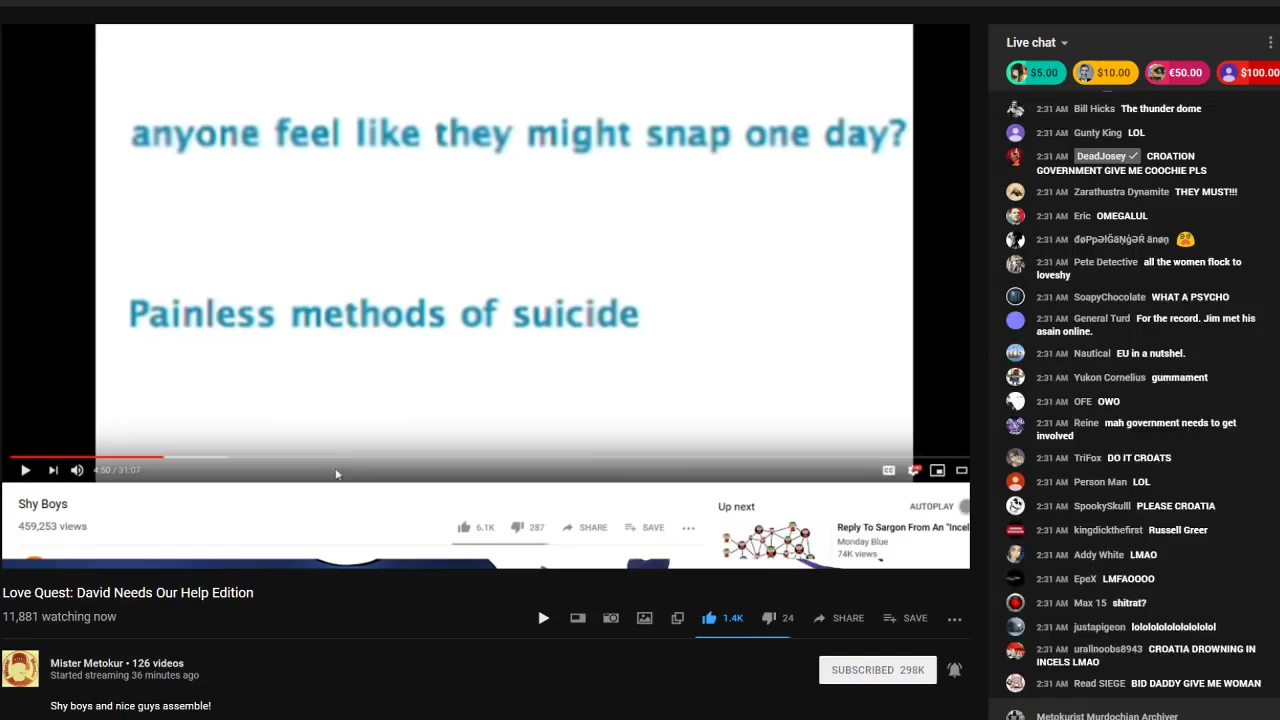 anyone feel like they might snap one day?
Painless methods of suicide
4:50 / 31:07
Shy Boys
459,253 views
6.1K
287
SHARE
SAVE
Up next
AUTOPLAY
Reply To Sargon From An "Incel
Monday Blue
74K views
Love Quest: David Needs Our Help Edition
11,881 watching now
1.4K
24
SHARE
SAVE
Mister Metokur • 126 videos
Started streaming 36 minutes ago
SUBSCRIBED 298K
Shy boys and nice guys assemble!
Live chat
$5.00
$10.00
€50.00
$100.00
2:31 AM Bill Hicks The thunder dome
2:31 AM Gunty King LOL
2:31 AM DeadJosey CROATION
GOVERNMENT GIVE ME COOCHIE PLS
2:31 AM Zarathustra Dynamite THEY MUST!!!
2:31 AM Eric OMEGALUL
2:31 AM
2:31 AM Pete Detective all the women flock to
loveshy
2:31 AM SoapyChocolate WHAT A PSYCHO
2:31 AM General Turd For the record. Jim met his
asain online.
2:31 AM Nautical EU in a nutshel.
2:31 AM Yukon Cornelius gummament
2:31 AM OFE OWO
2:31 AM Reine mah government needs to get
involved
2:31 AM TriFox DO IT CROATS
2:31 AM Person Man LOL
2:31 AM SpookySkulll PLEASE CROATIA
2:31 AM kingdickthefirst Russell Greer
2:31 AM Addy White LMAO
2:31 AM EpeX LMFAOOOO
2:31 AM Max 15 shitrat?
2:31 AM justapigeon lolololololololololol
2:31 AM uralinoobs8943 CROATIA DROWNING IN
INCELS LMAO
2:31 AM Read SIEGE BID DADDY GIVE ME WOMAN
Metokurist Murdochian Archiver